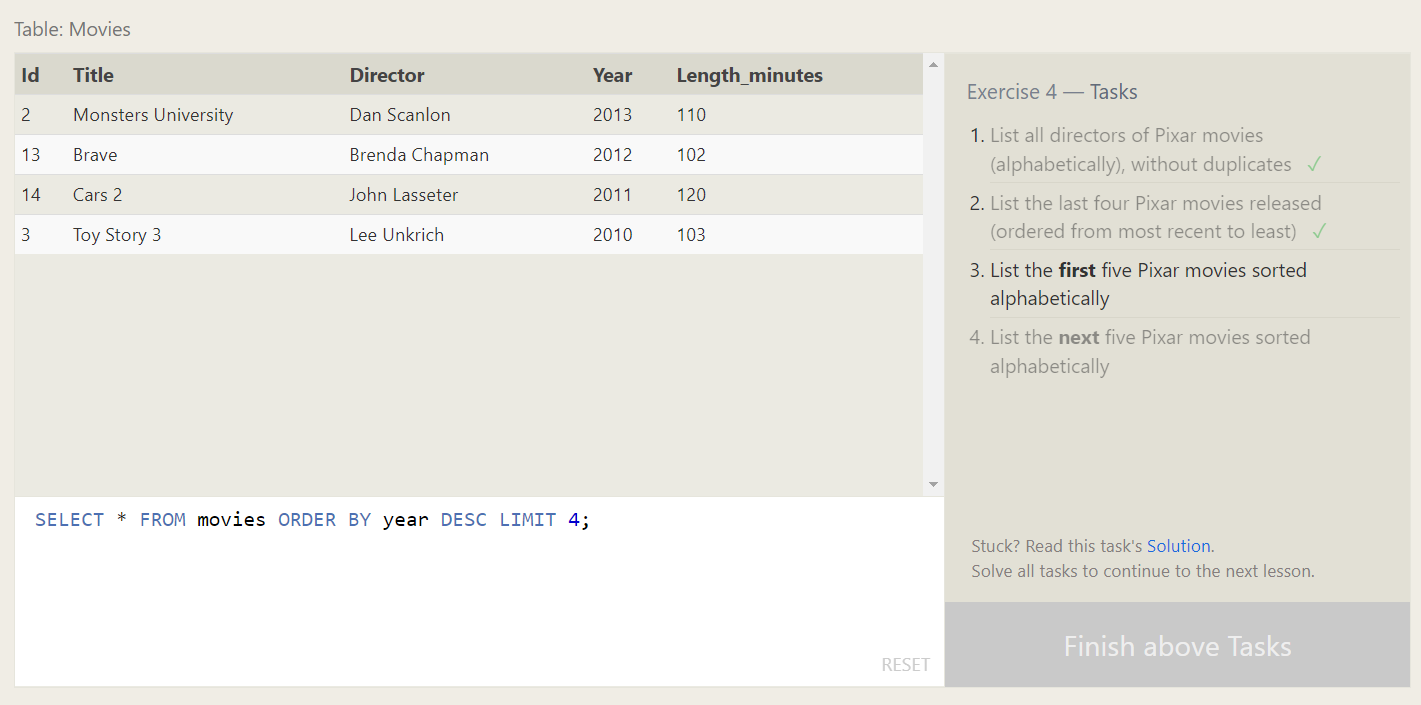 Table: Movies
Id Title Director Year Length_minutes
2 Monsters University Dan Scanlon 2013 110
13 Brave Brenda Chapman 2012 102
14 Cars 2 John Lasseter 2011 120
3 Toy Story 3 Lee Unkrich 2010 103
SELECT * FROM movies ORDER BY year DESC LIMIT 4;
RESET
Exercise 4 — Tasks
1. List all directors of Pixar movies
(alphabetically), without duplicates ✓
2. List the last four Pixar movies released
(ordered from most recent to least) ✓
3. List the first five Pixar movies sorted
alphabetically
4. List the next five Pixar movies sorted
alphabetically
Stuck? Read this task's Solution.
Solve all tasks to continue to the next lesson.
Finish above Tasks